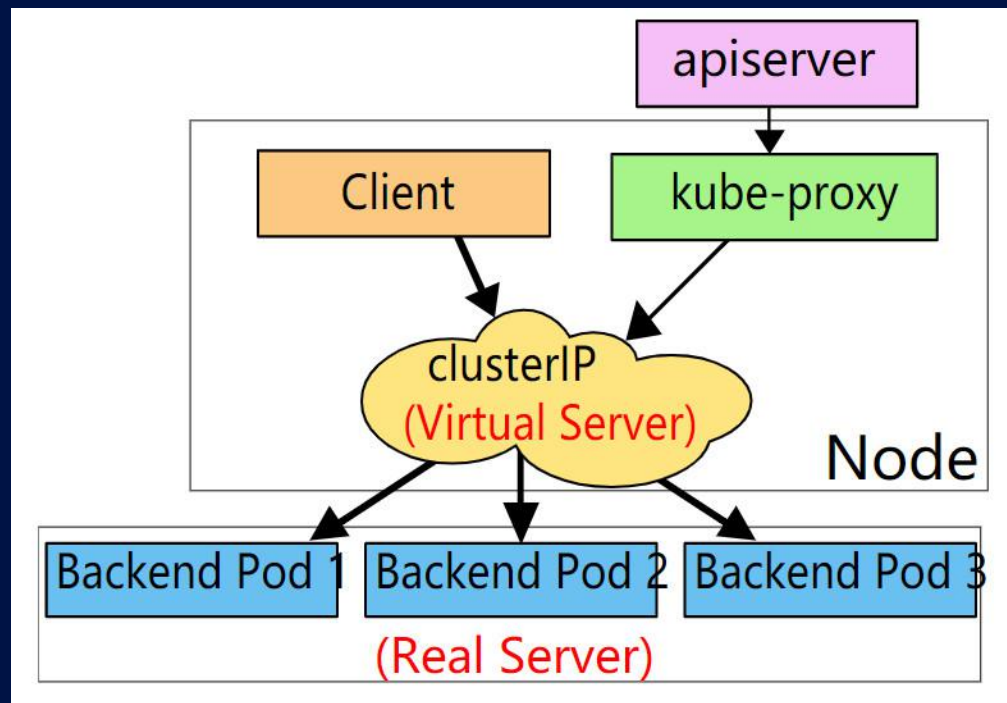 apiserver
Client
kube-proxy
clusterIP
(Virtual Server)
Node
Backend Pod 1
Backend Pod 2
Backend Pod 3
(Real Server)